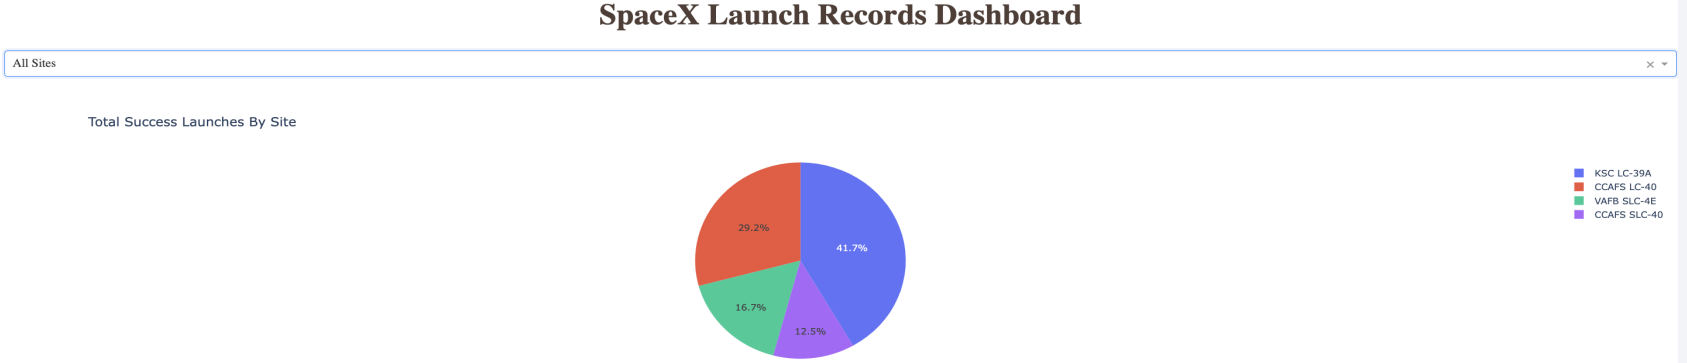 SpaceX Launch Records Dashboard
All Sites
Total Success Launches By Site
KSC LC-39A
CCAFS LC-40
VAFB SLC-4E
CCAFS SLC-40
29.2%
41.7%
16.7%
12.5%